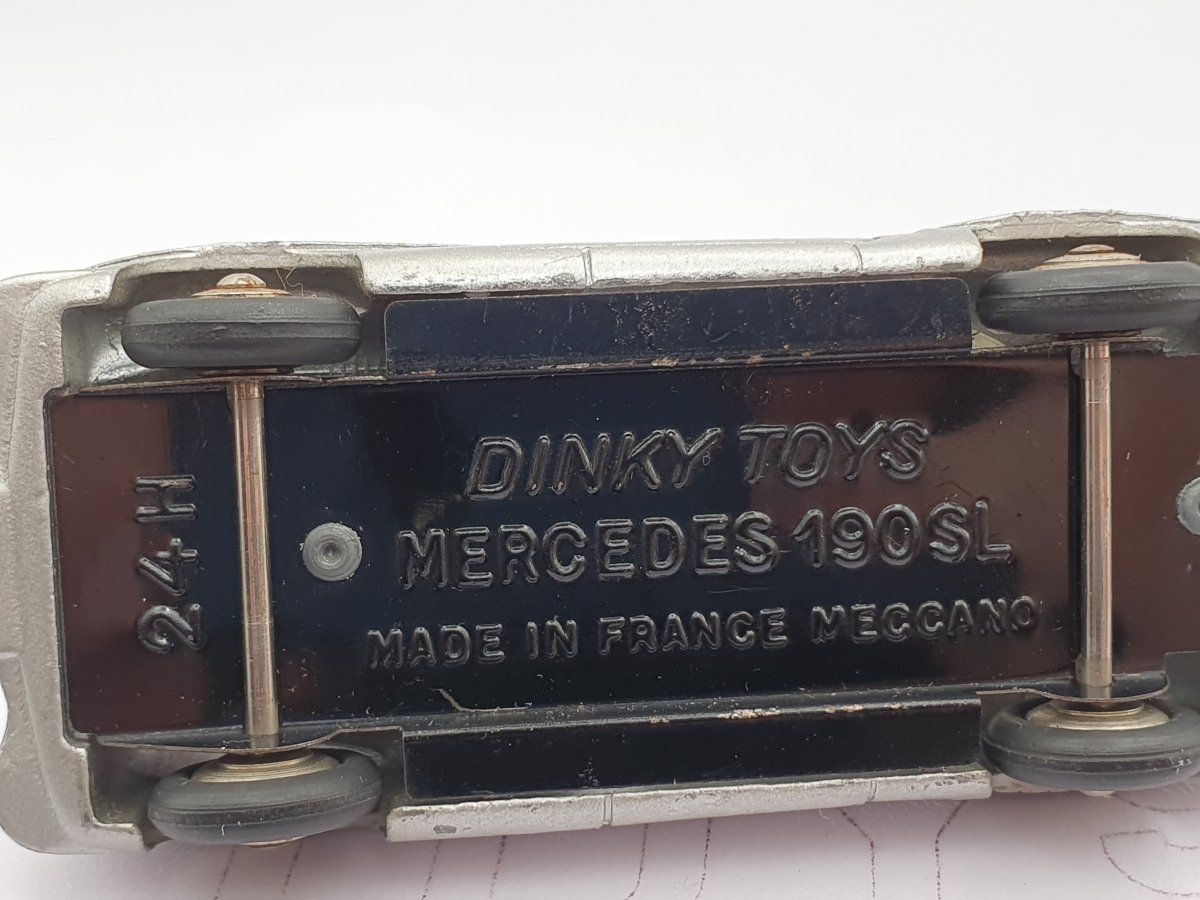 DINKY TOYS
MERCEDES 190SL
MADE IN FRANCE MECCANO
24H